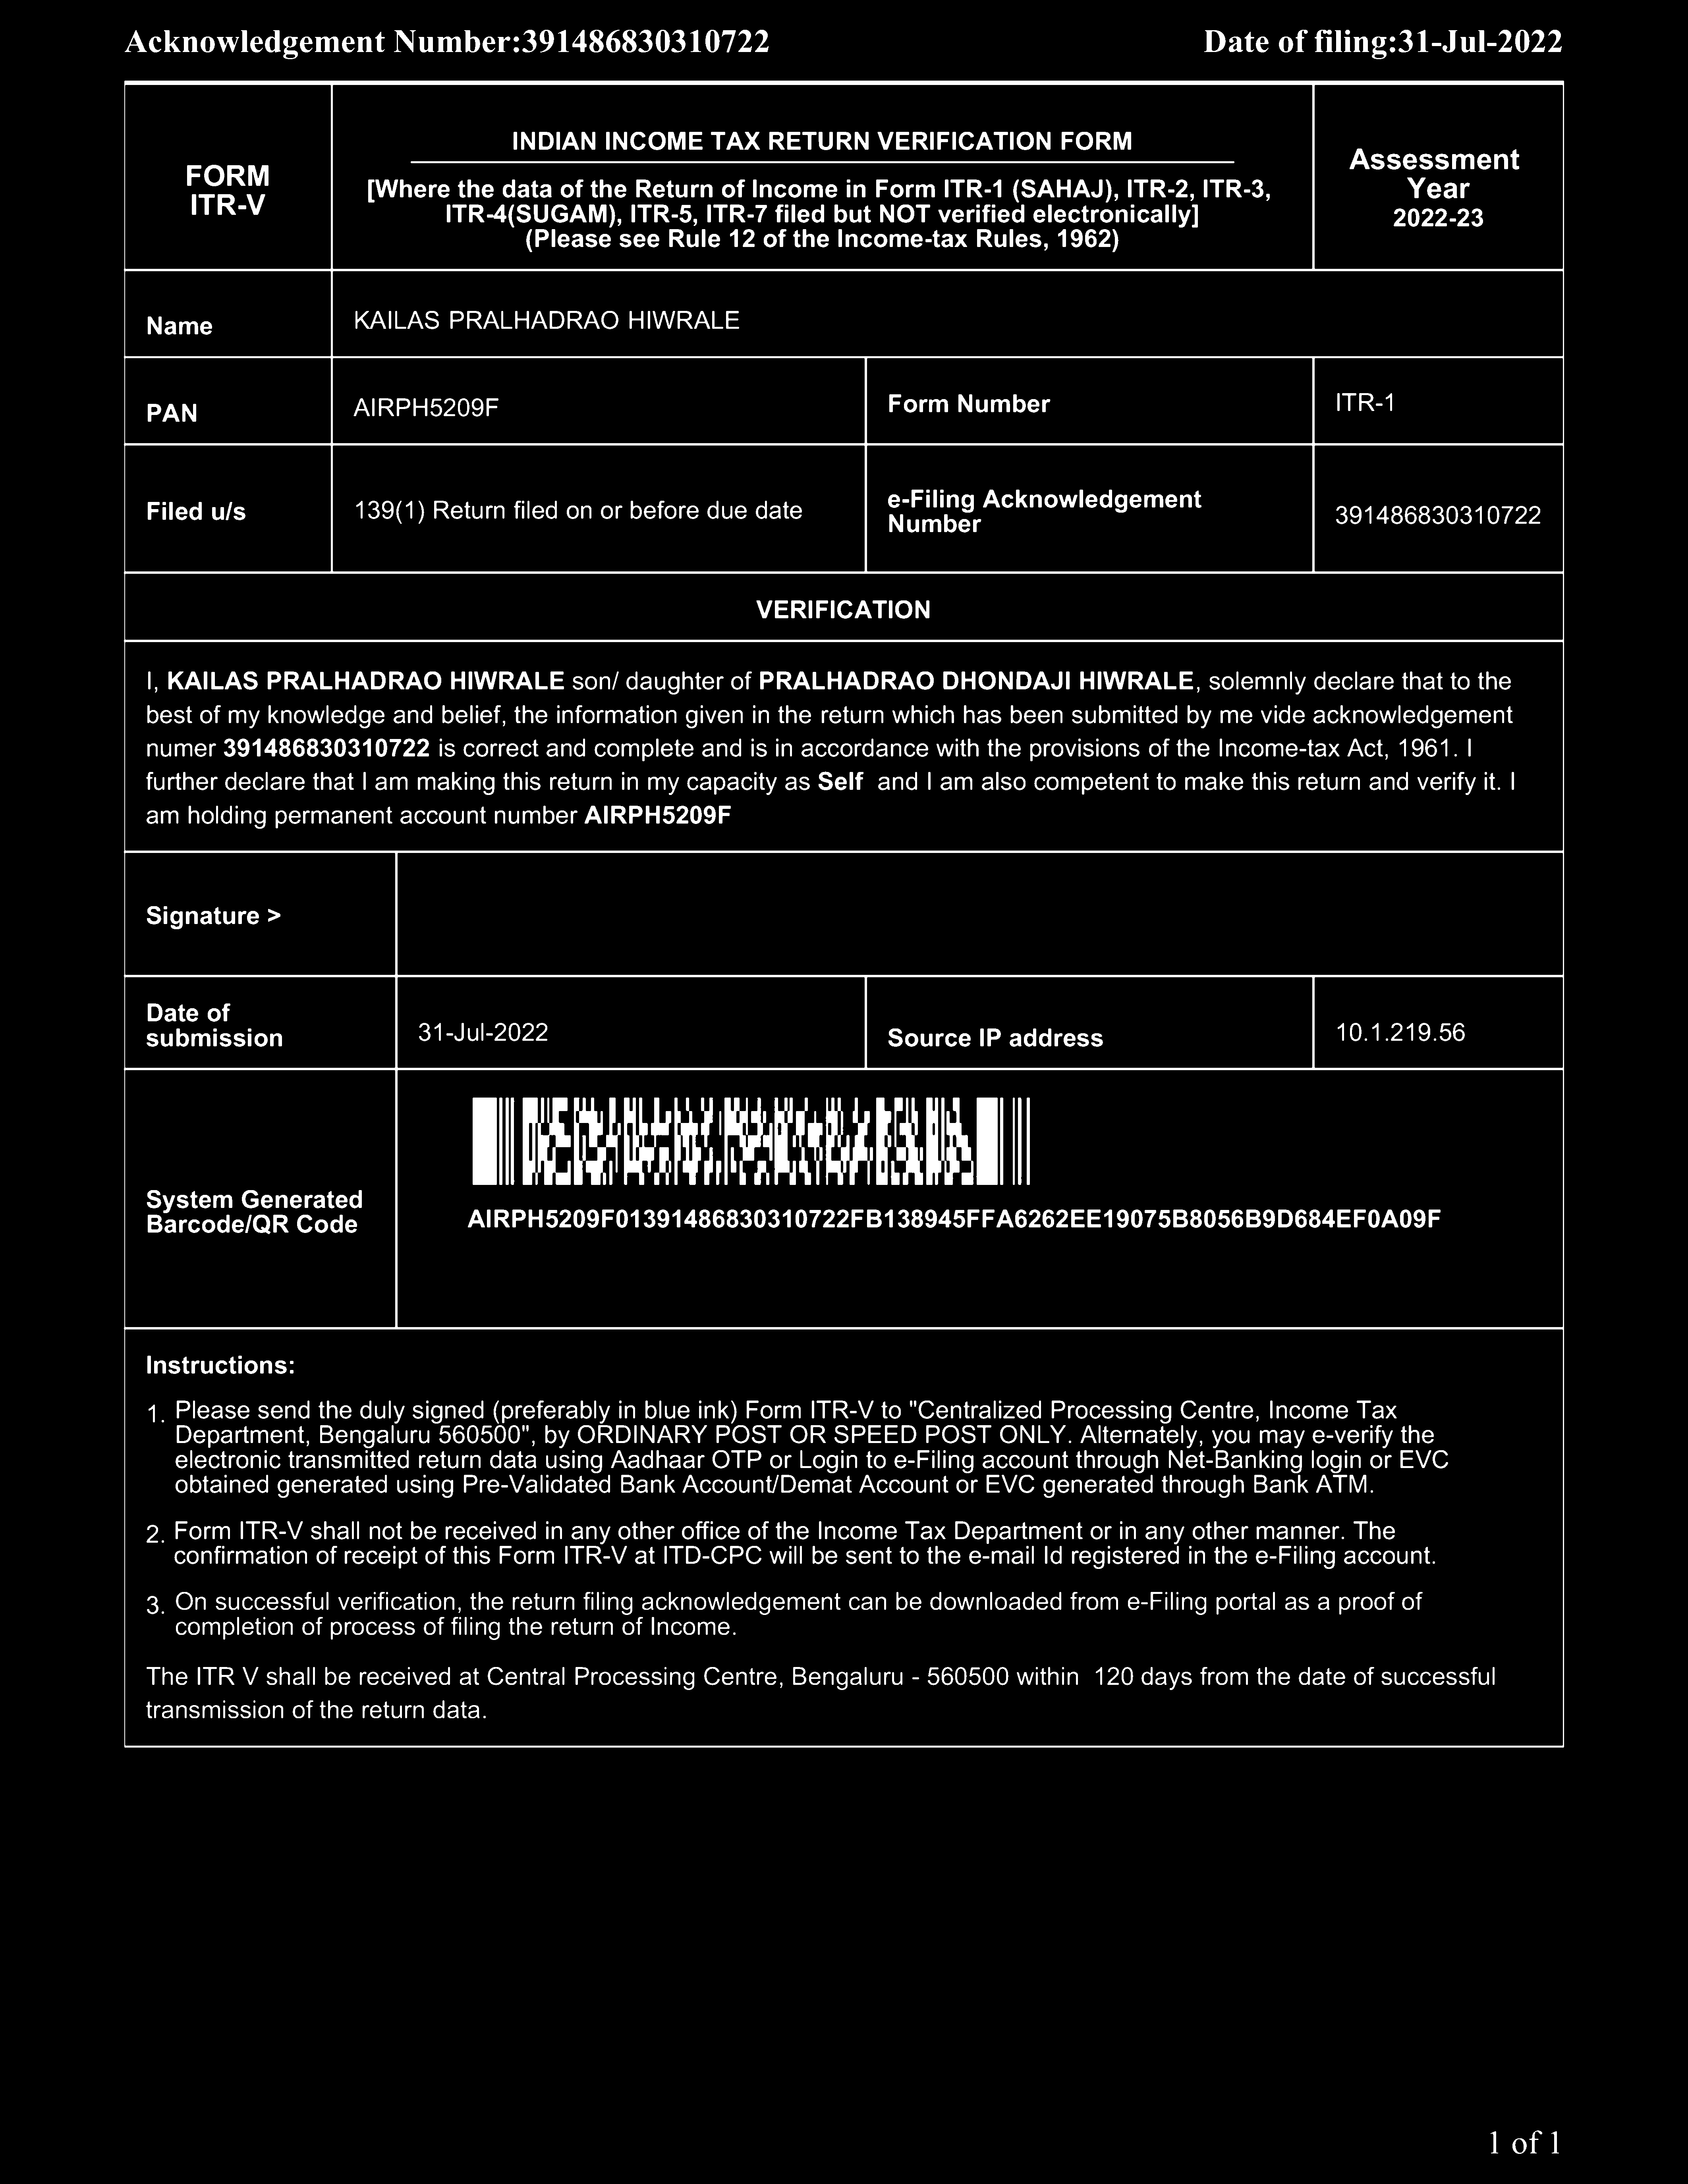 Acknowledgement Number:391486830310722 Date of filing:31-Jul-2022
FORM
ITR-V
INDIAN INCOME TAX RETURN VERIFICATION FORM
[Where the data of the Return of Income in Form ITR-1 (SAHAJ), ITR-2, ITR-3,
ITR-4(SUGAM), ITR-5, ITR-7 filed but NOT verified electronically]
(Please see Rule 12 of the Income-tax Rules, 1962)
Assessment
Year
2022-23
Name KAILAS PRALHADRAO HIWRALE
PAN AIRPH5209F Form Number ITR-1
Filed u/s 139(1) Return filed on or before due date e-Filing Acknowledgement
Number 391486830310722
VERIFICATION
I, KAILAS PRALHADRAO HIWRALE son/ daughter of PRALHADRAO DHONDAJI HIWRALE, solemnly declare that to the
best of my knowledge and belief, the information given in the return which has been submitted by me vide acknowledgement
numer 391486830310722 is correct and complete and is in accordance with the provisions of the Income-tax Act, 1961. I
further declare that I am making this return in my capacity as Self and I am also competent to make this return and verify it. I
am holding permanent account number AIRPH5209F
Signature >
Date of
submission 31-Jul-2022 Source IP address 10.1.219.56
System Generated
Barcode/QR Code
AIRPH5209F01391486830310722FB138945FFA6262EE19075B8056B9D684EF0A09F
Instructions:
1. Please send the duly signed (preferably in blue ink) Form ITR-V to "Centralized Processing Centre, Income Tax
Department, Bengaluru 560500", by ORDINARY POST OR SPEED POST ONLY. Alternately, you may e-verify the
electronic transmitted return data using Aadhaar OTP or Login to e-Filing account through Net-Banking login or EVC
obtained generated using Pre-Validated Bank Account/Demat Account or EVC generated through Bank ATM.
2. Form ITR-V shall not be received in any other office of the Income Tax Department or in any other manner. The
confirmation of receipt of this Form ITR-V at ITD-CPC will be sent to the e-mail Id registered in the e-Filing account.
3. On successful verification, the return filing acknowledgement can be downloaded from e-Filing portal as a proof of
completion of process of filing the return of Income.
The ITR V shall be received at Central Processing Centre, Bengaluru - 560500 within 120 days from the date of successful
transmission of the return data.
1 of 1